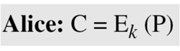 Alice: C = Eₖ (P)